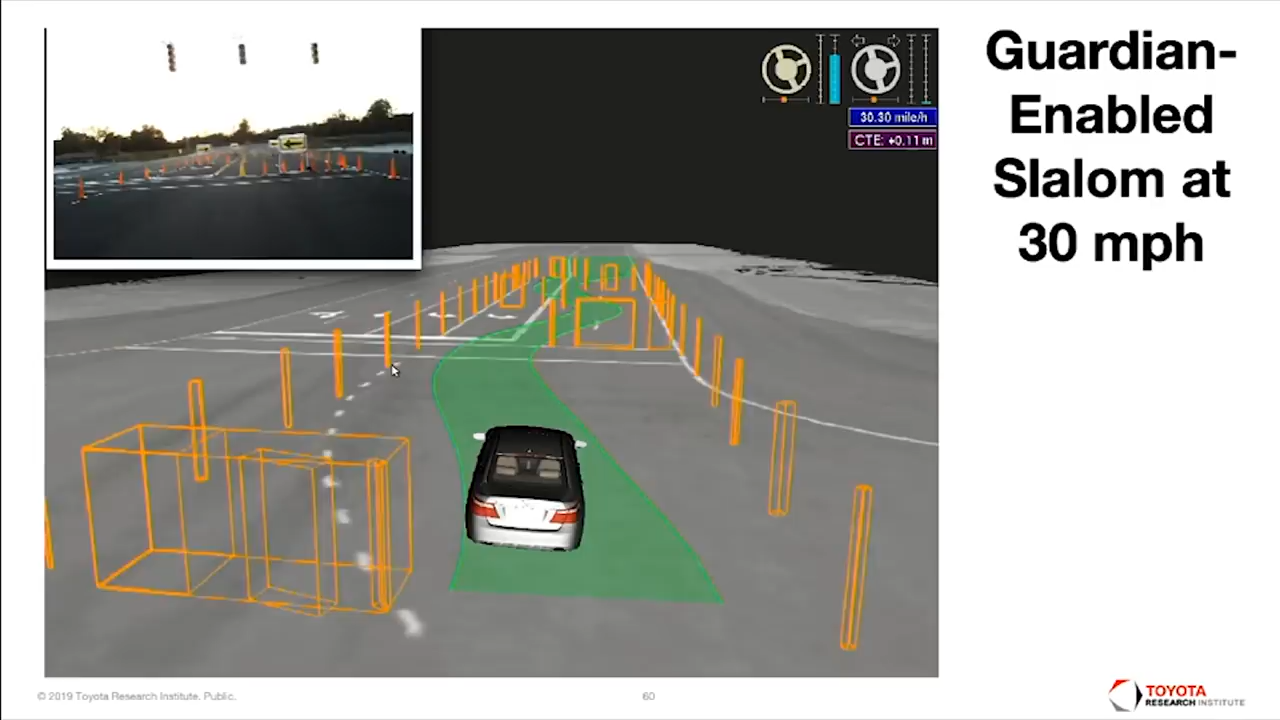 Guardian-
Enabled
Slalom at
30 mph
30.30 mile/h
CTE: +0.11 m
© 2019 Toyota Research Institute. Public.
60
TOYOTA
RESEARCH INSTITUTE